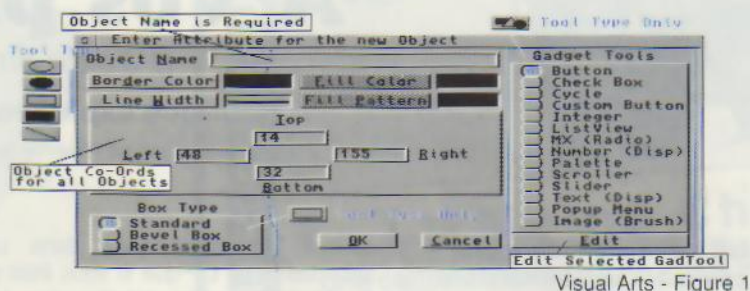 Object Name is Required
Tool Type Only
Enter Attribute for the new Object
Tool
Object Name
Gadget Tools
Border Color
Fill Color
Line Width
Fill Pattern
Button
Check Box
Cycle
Custom Button
Integer
ListView
MX (Radio)
Number (Disp)
Palette
Scroller
Slider
Text (Disp)
Popup Menu
Image (Brush)
Top
14
Left 48
155 Right
32
Bottom
Object Co-Ords
for all Objects
Box Type
Standard
Bevel Box
Recessed Box
Tool Type Only
OK
Cancel
Edit
Edit Selected GadTool
Visual Arts - Figure 1